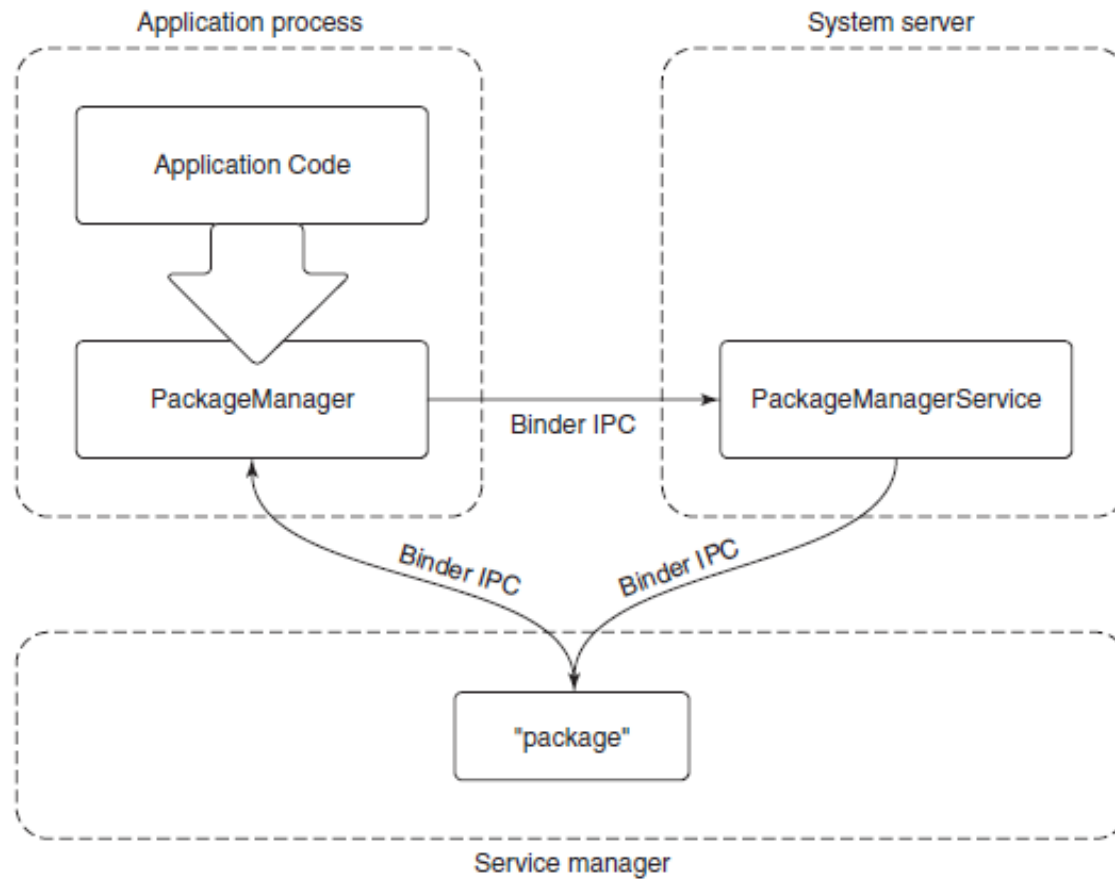 Application process
System server
Application Code
PackageManager
Binder IPC
PackageManagerService
Binder IPC
Binder IPC
"package"
Service manager